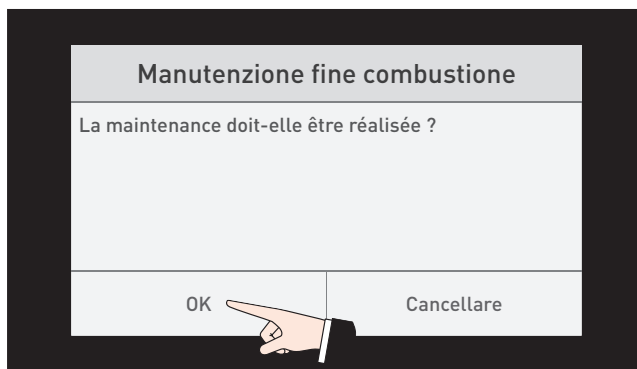 Manutenzione fine combustione
La maintenance doit-elle être réalisée ?
OK
Cancellare